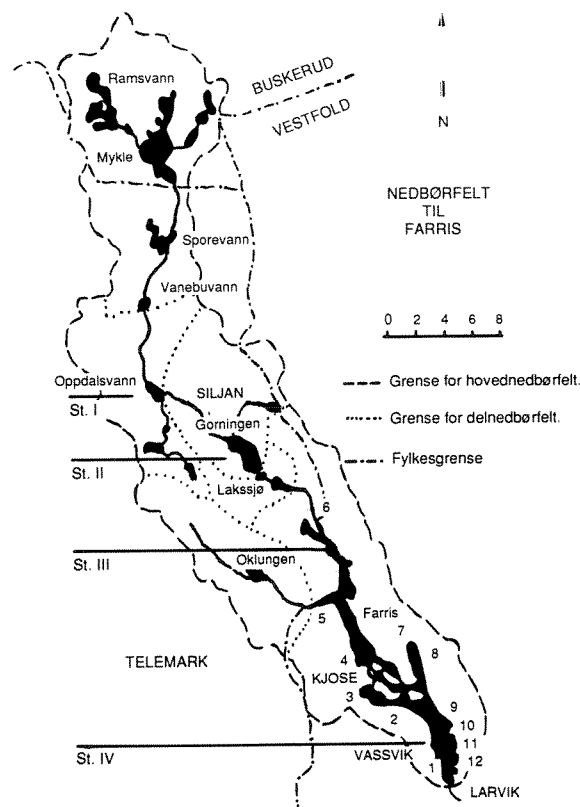 Ramsvann
BUSKERUD
VESTFOLD
N
Mykle
NEDBØRFELT
TIL
FARRIS
Sporevann
Vanebuvann
0 2 4 6 8
Oppdalsvann
SILJAN
Grense for hovednedbørfelt.
St. I
Gorningen
Grense for delnedbørfelt.
St. II
Lakssjø
Fylkesgrense
6
St. III
Oklungen
5
Farris
7
8
TELEMARK
4
KJOSE
3
2
9
10
11
St. IV
VASSVIK
1
12
LARVIK